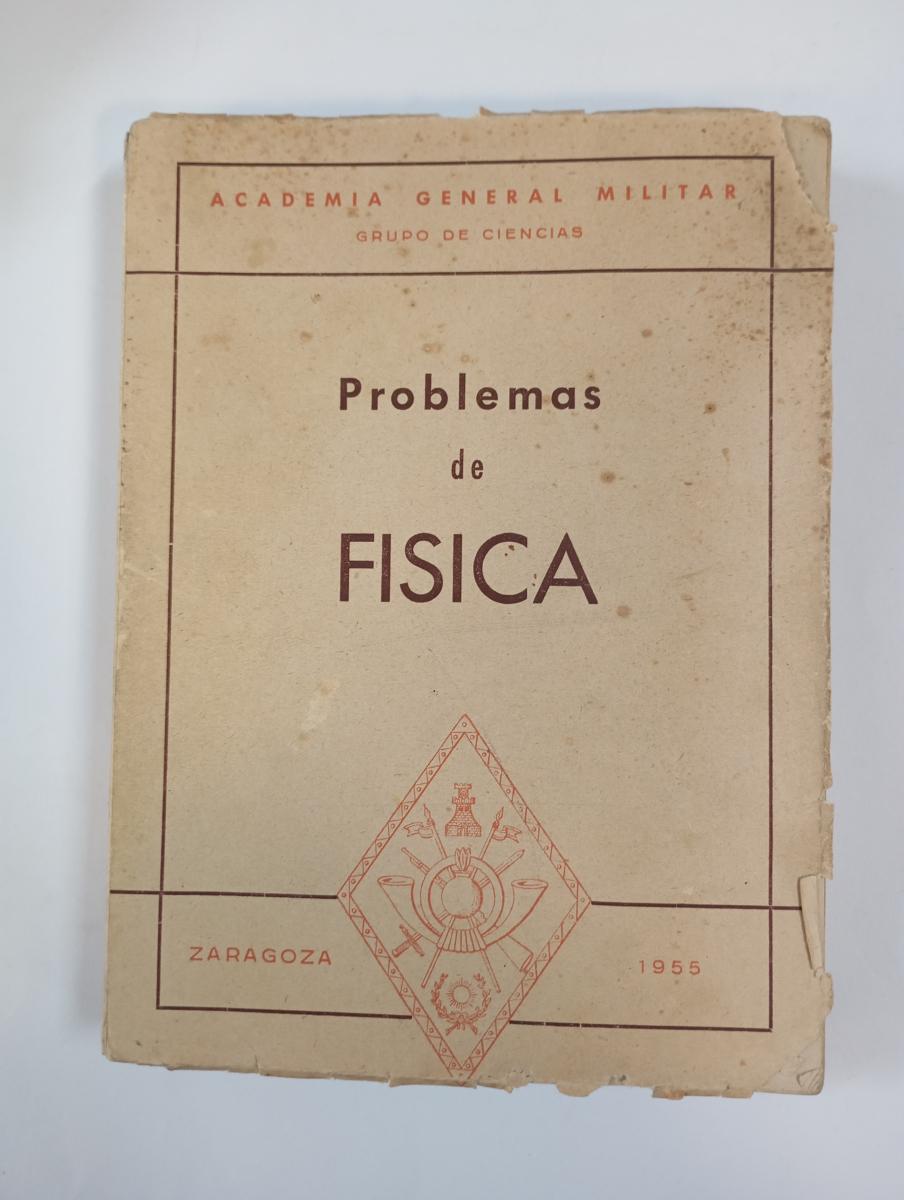 ACADEMIA GENERAL MILITAR
GRUPO DE CIENCIAS
Problemas
de
FISICA
ZARAGOZA
1955